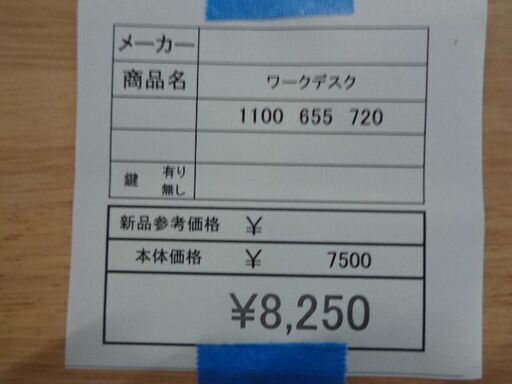 メーカー
商品名 ワークデスク
1100 655 720
鍵 有り 無し
新品参考価格 ¥
本体価格 ¥ 7500
¥8,250